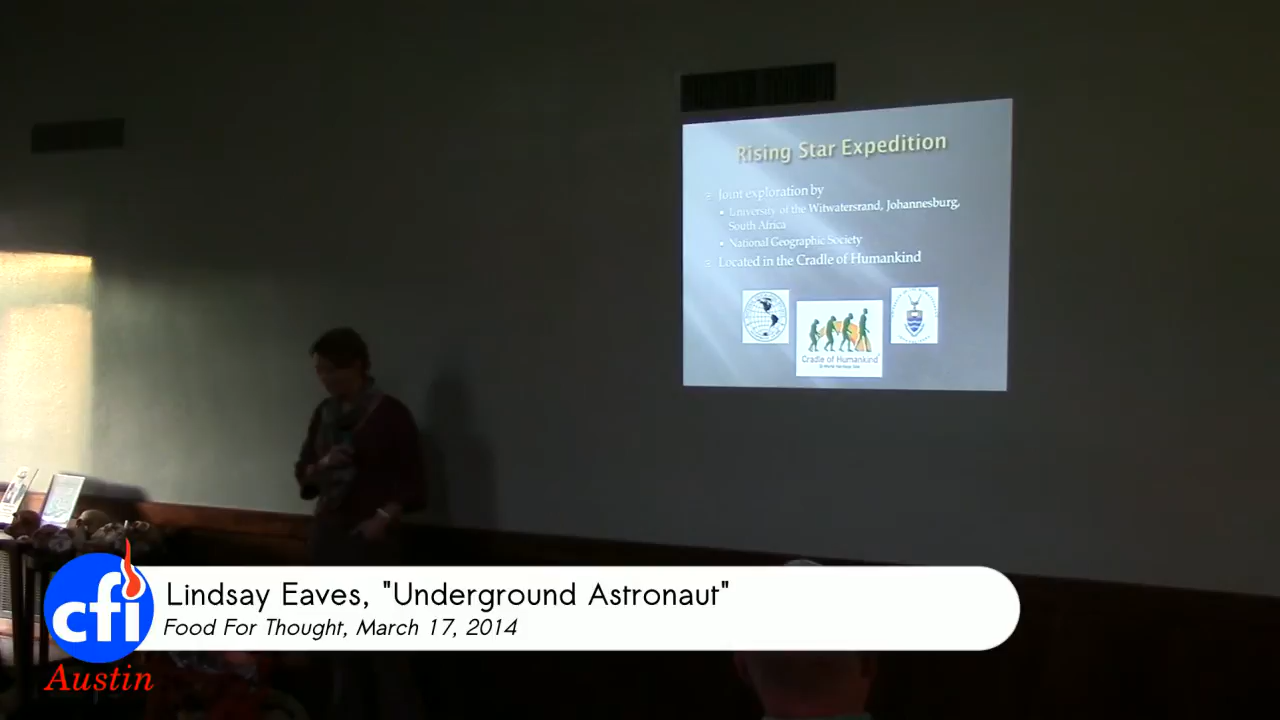 Rising Star Expedition
Joint exploration by
University of the Witwatersrand, Johannesburg,
South Africa
National Geographic Society
Located in the Cradle of Humankind
Cradle of Humankind
cfi
Austin
Lindsay Eaves, "Underground Astronaut"
Food For Thought, March 17, 2014